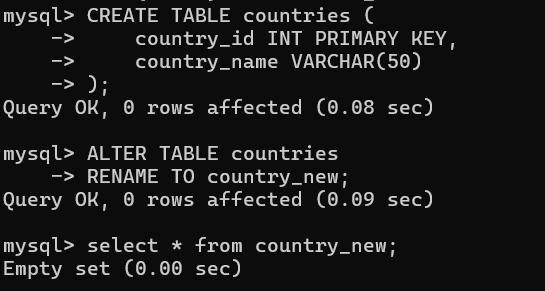 mysql> CREATE TABLE countries (
    ->     country_id INT PRIMARY KEY,
    ->     country_name VARCHAR(50)
    -> );
Query OK, 0 rows affected (0.08 sec)
mysql> ALTER TABLE countries
    -> RENAME TO country_new;
Query OK, 0 rows affected (0.09 sec)
mysql> select * from country_new;
Empty set (0.00 sec)